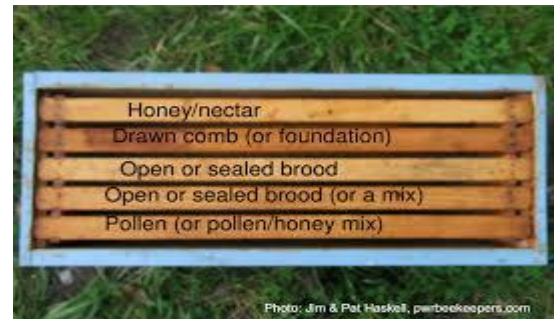 Honey/nectar
Drawn comb (or foundation)
Open or sealed brood
Open or sealed brood (or a mix)
Pollen (or pollen/honey mix)
Photo: Jim & Pat Haskell, pwrbeekeepers.com